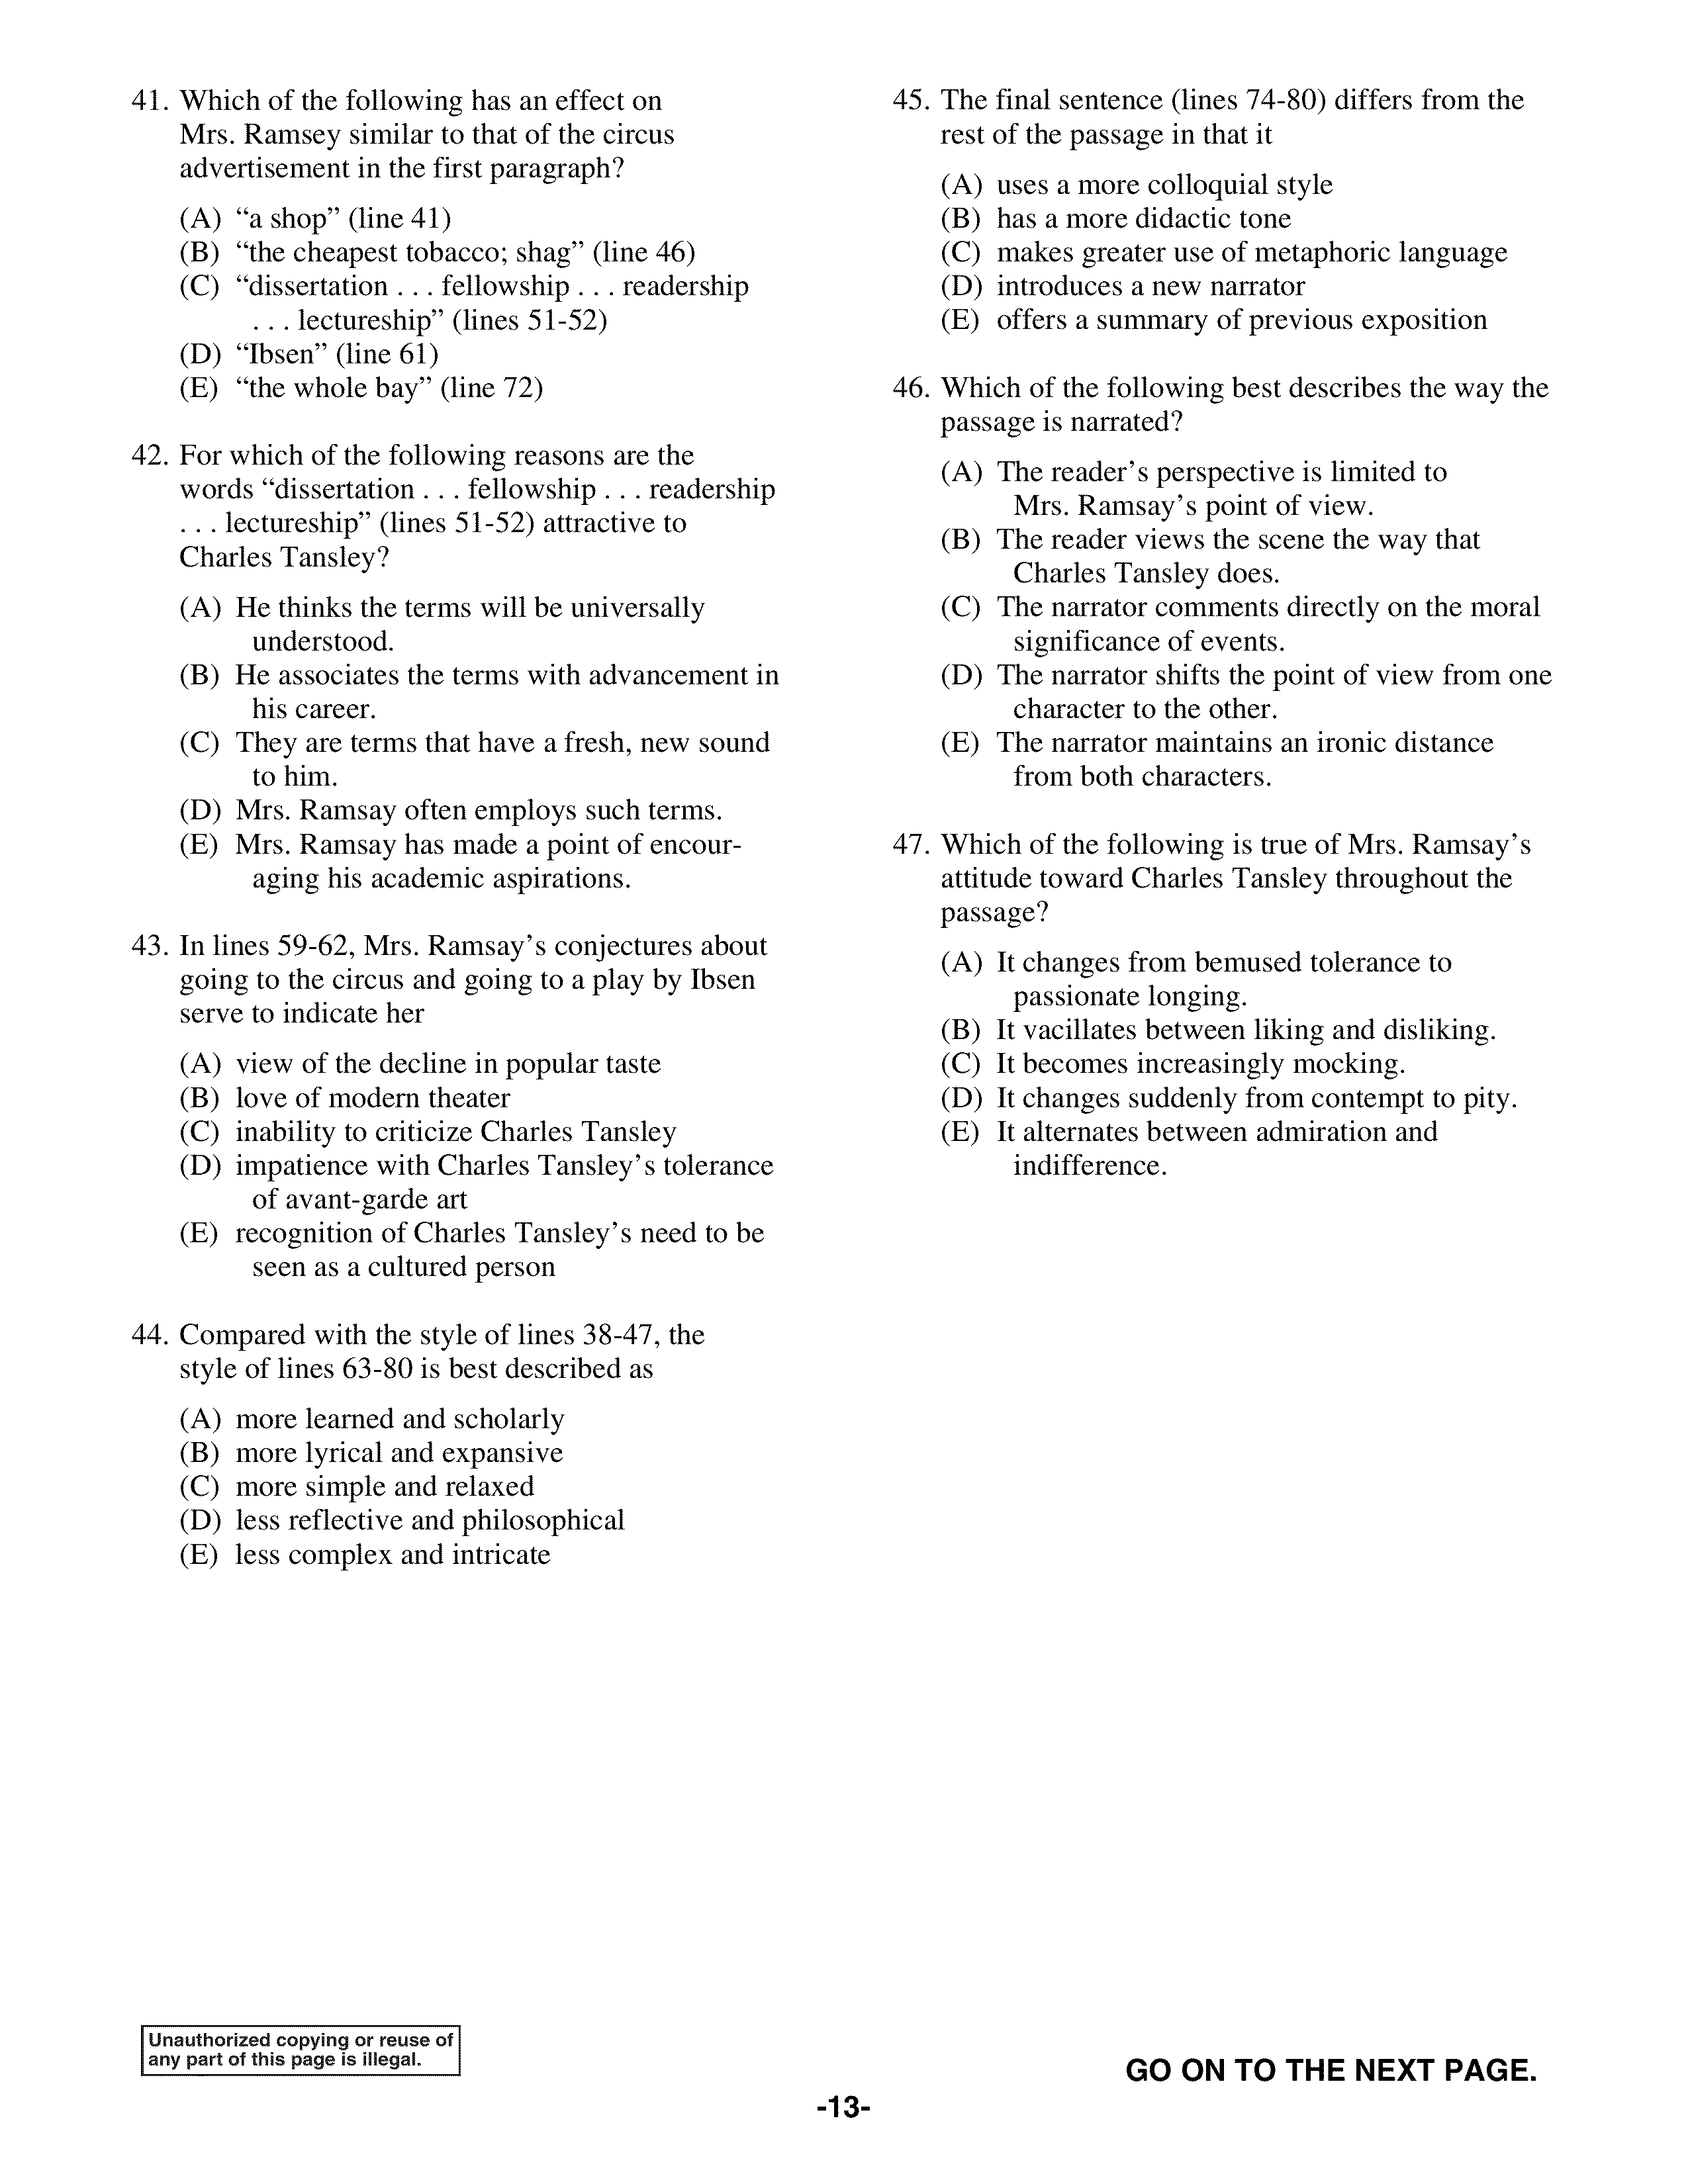 41. Which of the following has an effect on
Mrs. Ramsey similar to that of the circus
advertisement in the first paragraph?
(A) “a shop” (line 41)
(B) “the cheapest tobacco; shag” (line 46)
(C) “dissertation . . . fellowship . . . readership
. . . lectureship” (lines 51-52)
(D) “Ibsen” (line 61)
(E) “the whole bay” (line 72)
42. For which of the following reasons are the
words “dissertation . . . fellowship . . . readership
. . . lectureship” (lines 51-52) attractive to
Charles Tansley?
(A) He thinks the terms will be universally
understood.
(B) He associates the terms with advancement in
his career.
(C) They are terms that have a fresh, new sound
to him.
(D) Mrs. Ramsay often employs such terms.
(E) Mrs. Ramsay has made a point of encour-
aging his academic aspirations.
43. In lines 59-62, Mrs. Ramsay’s conjectures about
going to the circus and going to a play by Ibsen
serve to indicate her
(A) view of the decline in popular taste
(B) love of modern theater
(C) inability to criticize Charles Tansley
(D) impatience with Charles Tansley’s tolerance
of avant-garde art
(E) recognition of Charles Tansley’s need to be
seen as a cultured person
44. Compared with the style of lines 38-47, the
style of lines 63-80 is best described as
(A) more learned and scholarly
(B) more lyrical and expansive
(C) more simple and relaxed
(D) less reflective and philosophical
(E) less complex and intricate
45. The final sentence (lines 74-80) differs from the
rest of the passage in that it
(A) uses a more colloquial style
(B) has a more didactic tone
(C) makes greater use of metaphoric language
(D) introduces a new narrator
(E) offers a summary of previous exposition
46. Which of the following best describes the way the
passage is narrated?
(A) The reader’s perspective is limited to
Mrs. Ramsay’s point of view.
(B) The reader views the scene the way that
Charles Tansley does.
(C) The narrator comments directly on the moral
significance of events.
(D) The narrator shifts the point of view from one
character to the other.
(E) The narrator maintains an ironic distance
from both characters.
47. Which of the following is true of Mrs. Ramsay’s
attitude toward Charles Tansley throughout the
passage?
(A) It changes from bemused tolerance to
passionate longing.
(B) It vacillates between liking and disliking.
(C) It becomes increasingly mocking.
(D) It changes suddenly from contempt to pity.
(E) It alternates between admiration and
indifference.
Unauthorized copying or reuse of
any part of this page is illegal.
GO ON TO THE NEXT PAGE.
-13-